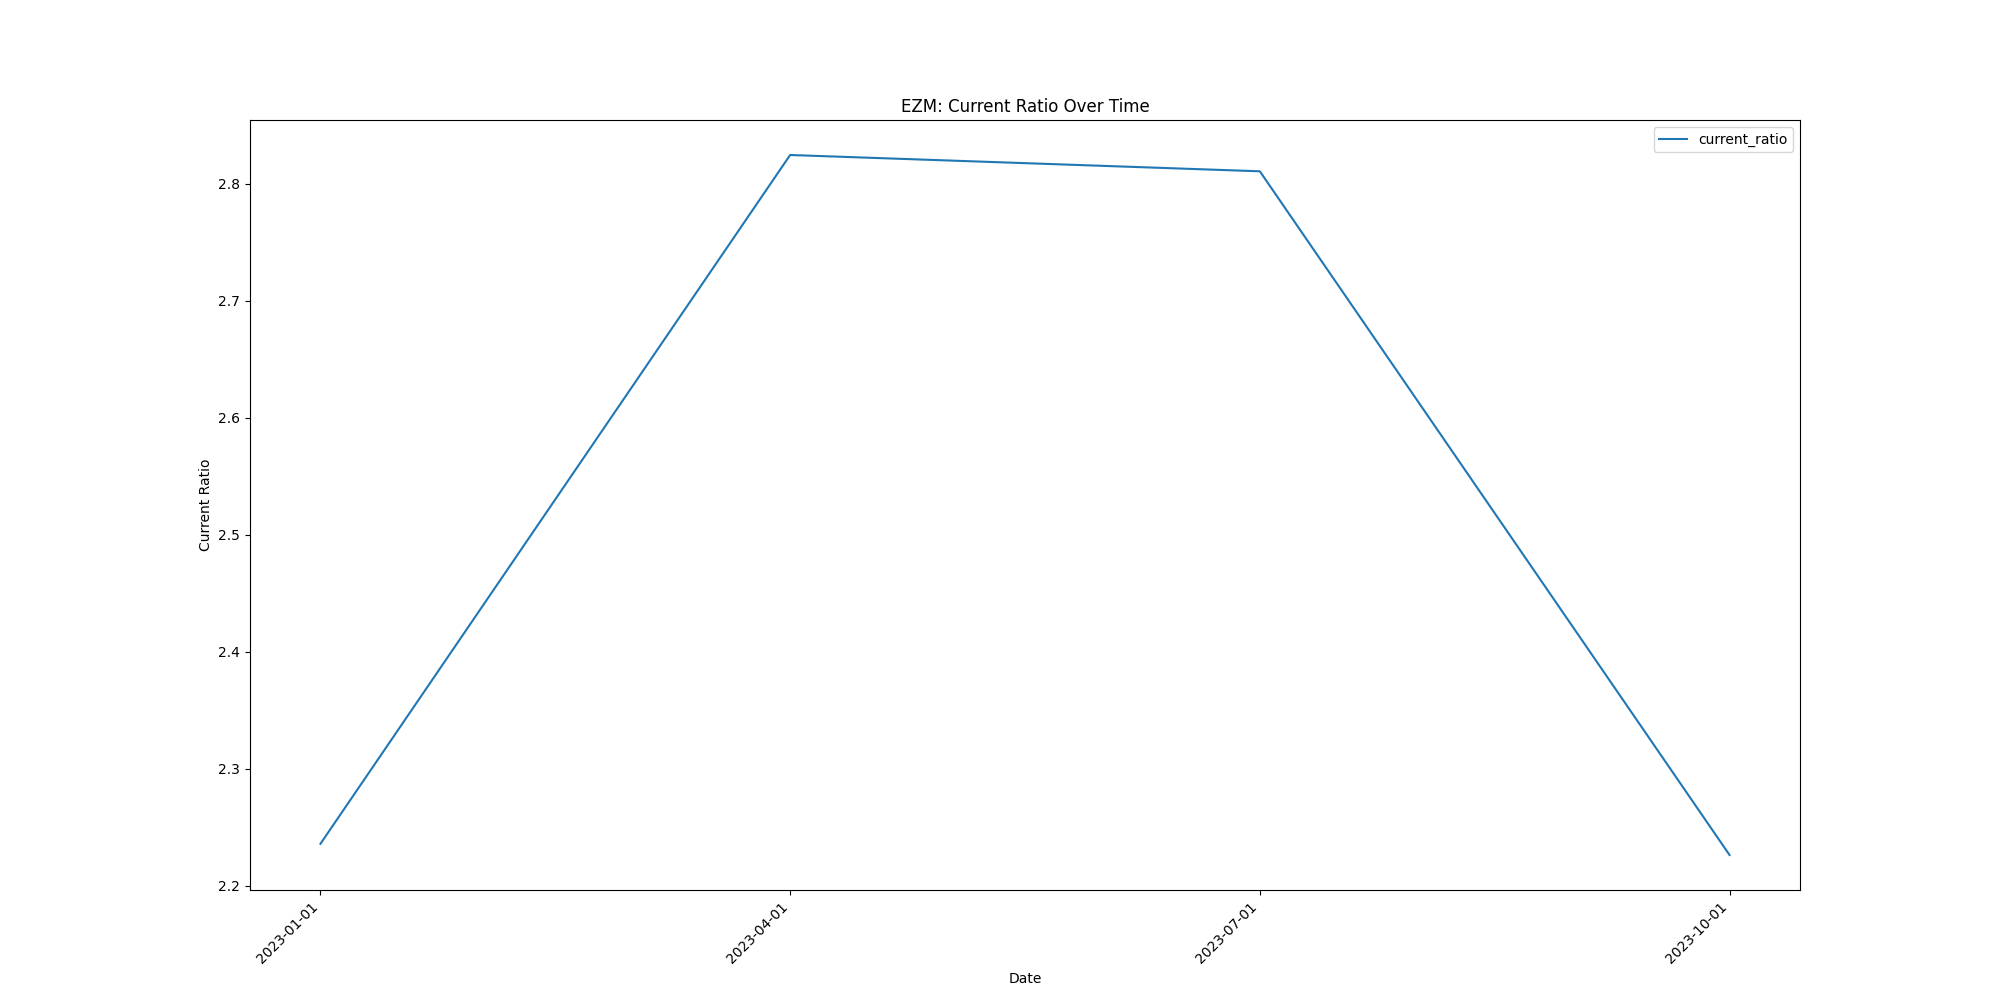 EZM: Current Ratio Over Time
current_ratio
2.8
2.7
2.6
2.5
2.4
2.3
2.2
Current Ratio
2023-01-01
2023-04-01
2023-07-01
2023-10-01
Date